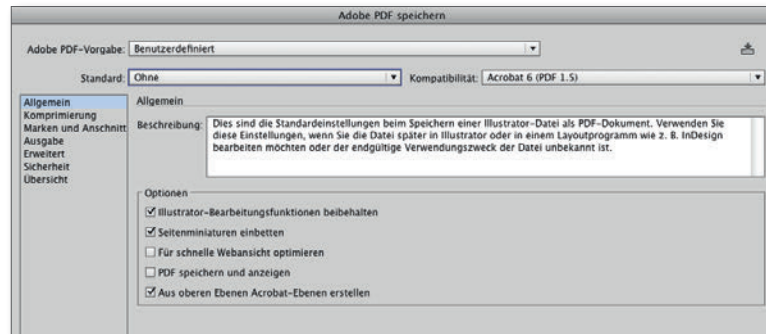 Adobe PDF speichern
Adobe PDF-Vorgabe: Benutzerdefiniert
Standard: Ohne Kompatibilität: Acrobat 6 (PDF 1.5)
Allgemein
Komprimierung
Marken und Anschnitt
Ausgabe
Erweitert
Sicherheit
Übersicht
Allgemein
Beschreibung: Dies sind die Standardeinstellungen beim Speichern einer Illustrator-Datei als PDF-Dokument. Verwenden Sie
diese Einstellungen, wenn Sie die Datei später in Illustrator oder in einem Layoutprogramm wie z. B. InDesign
bearbeiten möchten oder der endgültige Verwendungszweck der Datei unbekannt ist.
Optionen
Illustrator-Bearbeitungsfunktionen beibehalten
Seitenminiaturen einbetten
Für schnelle Webansicht optimieren
PDF speichern und anzeigen
Aus oberen Ebenen Acrobat-Ebenen erstellen